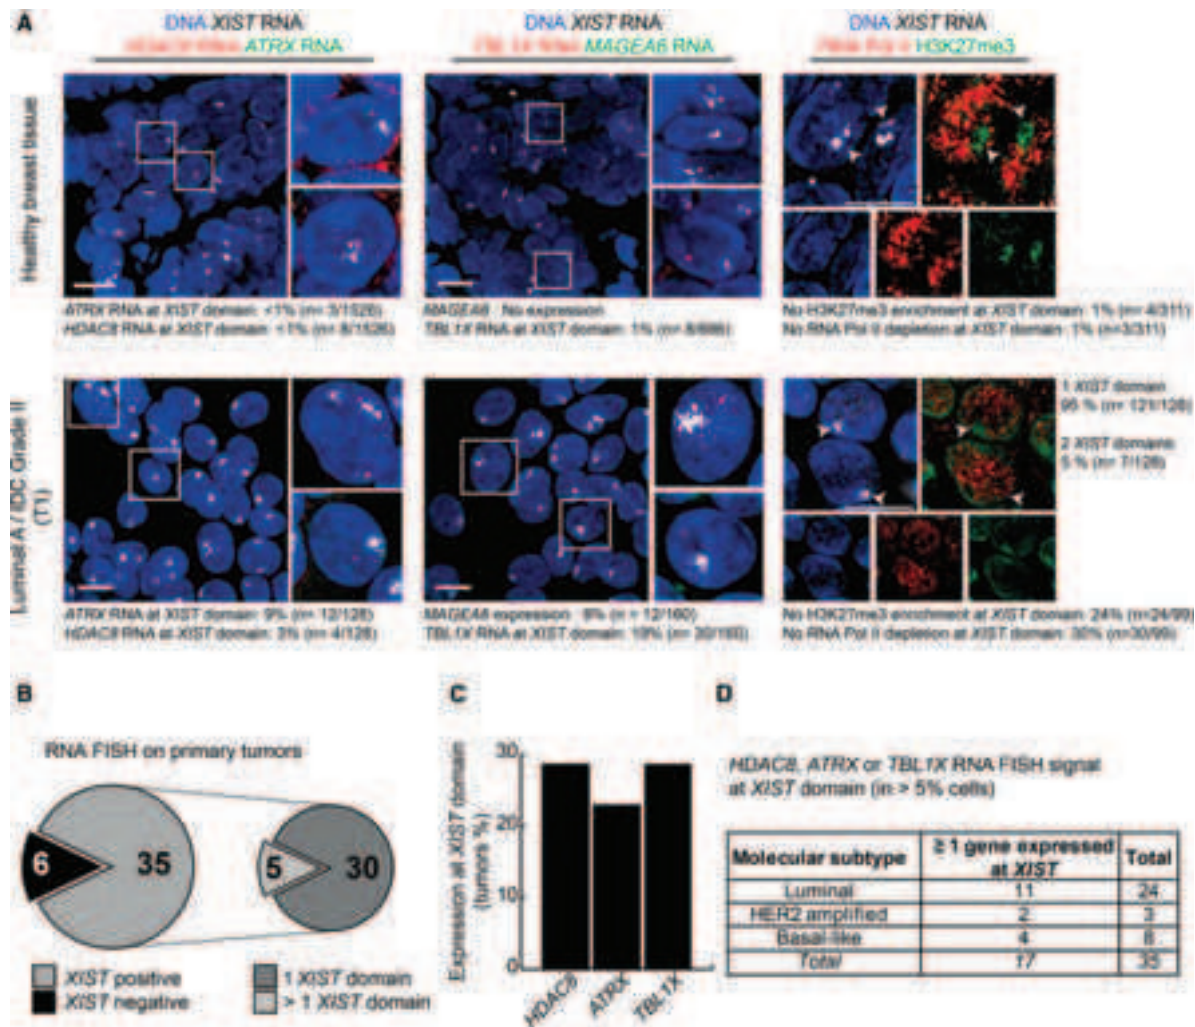 A
DNA XIST RNA
HDAC8 RNA ATRX RNA
DNA XIST RNA
TBL1X RNA MAGEA6 RNA
DNA XIST RNA
RNA Pol II H3K27me3
Healthy breast tissue
ATRX RNA at XIST domain: <1% (n= 3/1526)
HDAC8 RNA at XIST domain: <1% (n= 8/1526)
MAGEA6 : No expression
TBL1X RNA at XIST domain: 1% (n=
No H3K27me3 enrichment at XIST domain: 1% (n= 4/311)
No RNA Pol II depletion at XIST domain: 1% (n=3/311)
Luminal A / IDC Grade II
(T1)
1 XIST domain
95 % (n= 121/128)
2 XIST domains
5 % (n= 7/128)
ATRX RNA at XIST domain: 9% (n= 12/128)
HDAC8 RNA at XIST domain: 3% (n= 4/128)
MAGEA6 expression : 8% (n = 12/160)
TBL1X RNA at XIST domain:
No H3K27me3 enrichment at XIST domain: 24% (n=24/99)
No RNA Pol II depletion at XIST domain: 30% (n=30/99)
B
RNA FISH on primary tumors
6
35
5
30
XIST positive
XIST negative
1 XIST domain
> 1 XIST domain
C
Expression at XIST domain
(tumors %)
30
20
10
0
HDAC8
ATRX
TBL1X
D
HDAC8, ATRX or TBL1X RNA FISH signal
at XIST domain (in > 5% cells)
Molecular subtype ≥ 1 gene expressed at XIST Total
Luminal 11 24
HER2 amplified 2 3
Basal-like 4 8
Total 17 35